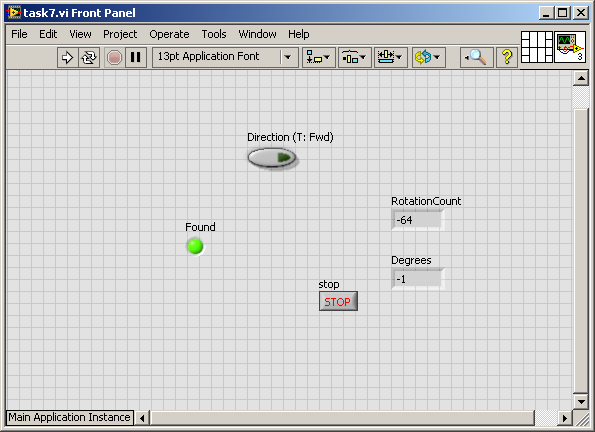 task7.vi Front Panel
File Edit View Project Operate Tools Window Help
13pt Application Font
?
3
Direction (T: Fwd)
RotationCount
-64
Found
Degrees
-1
stop
STOP
Main Application Instance